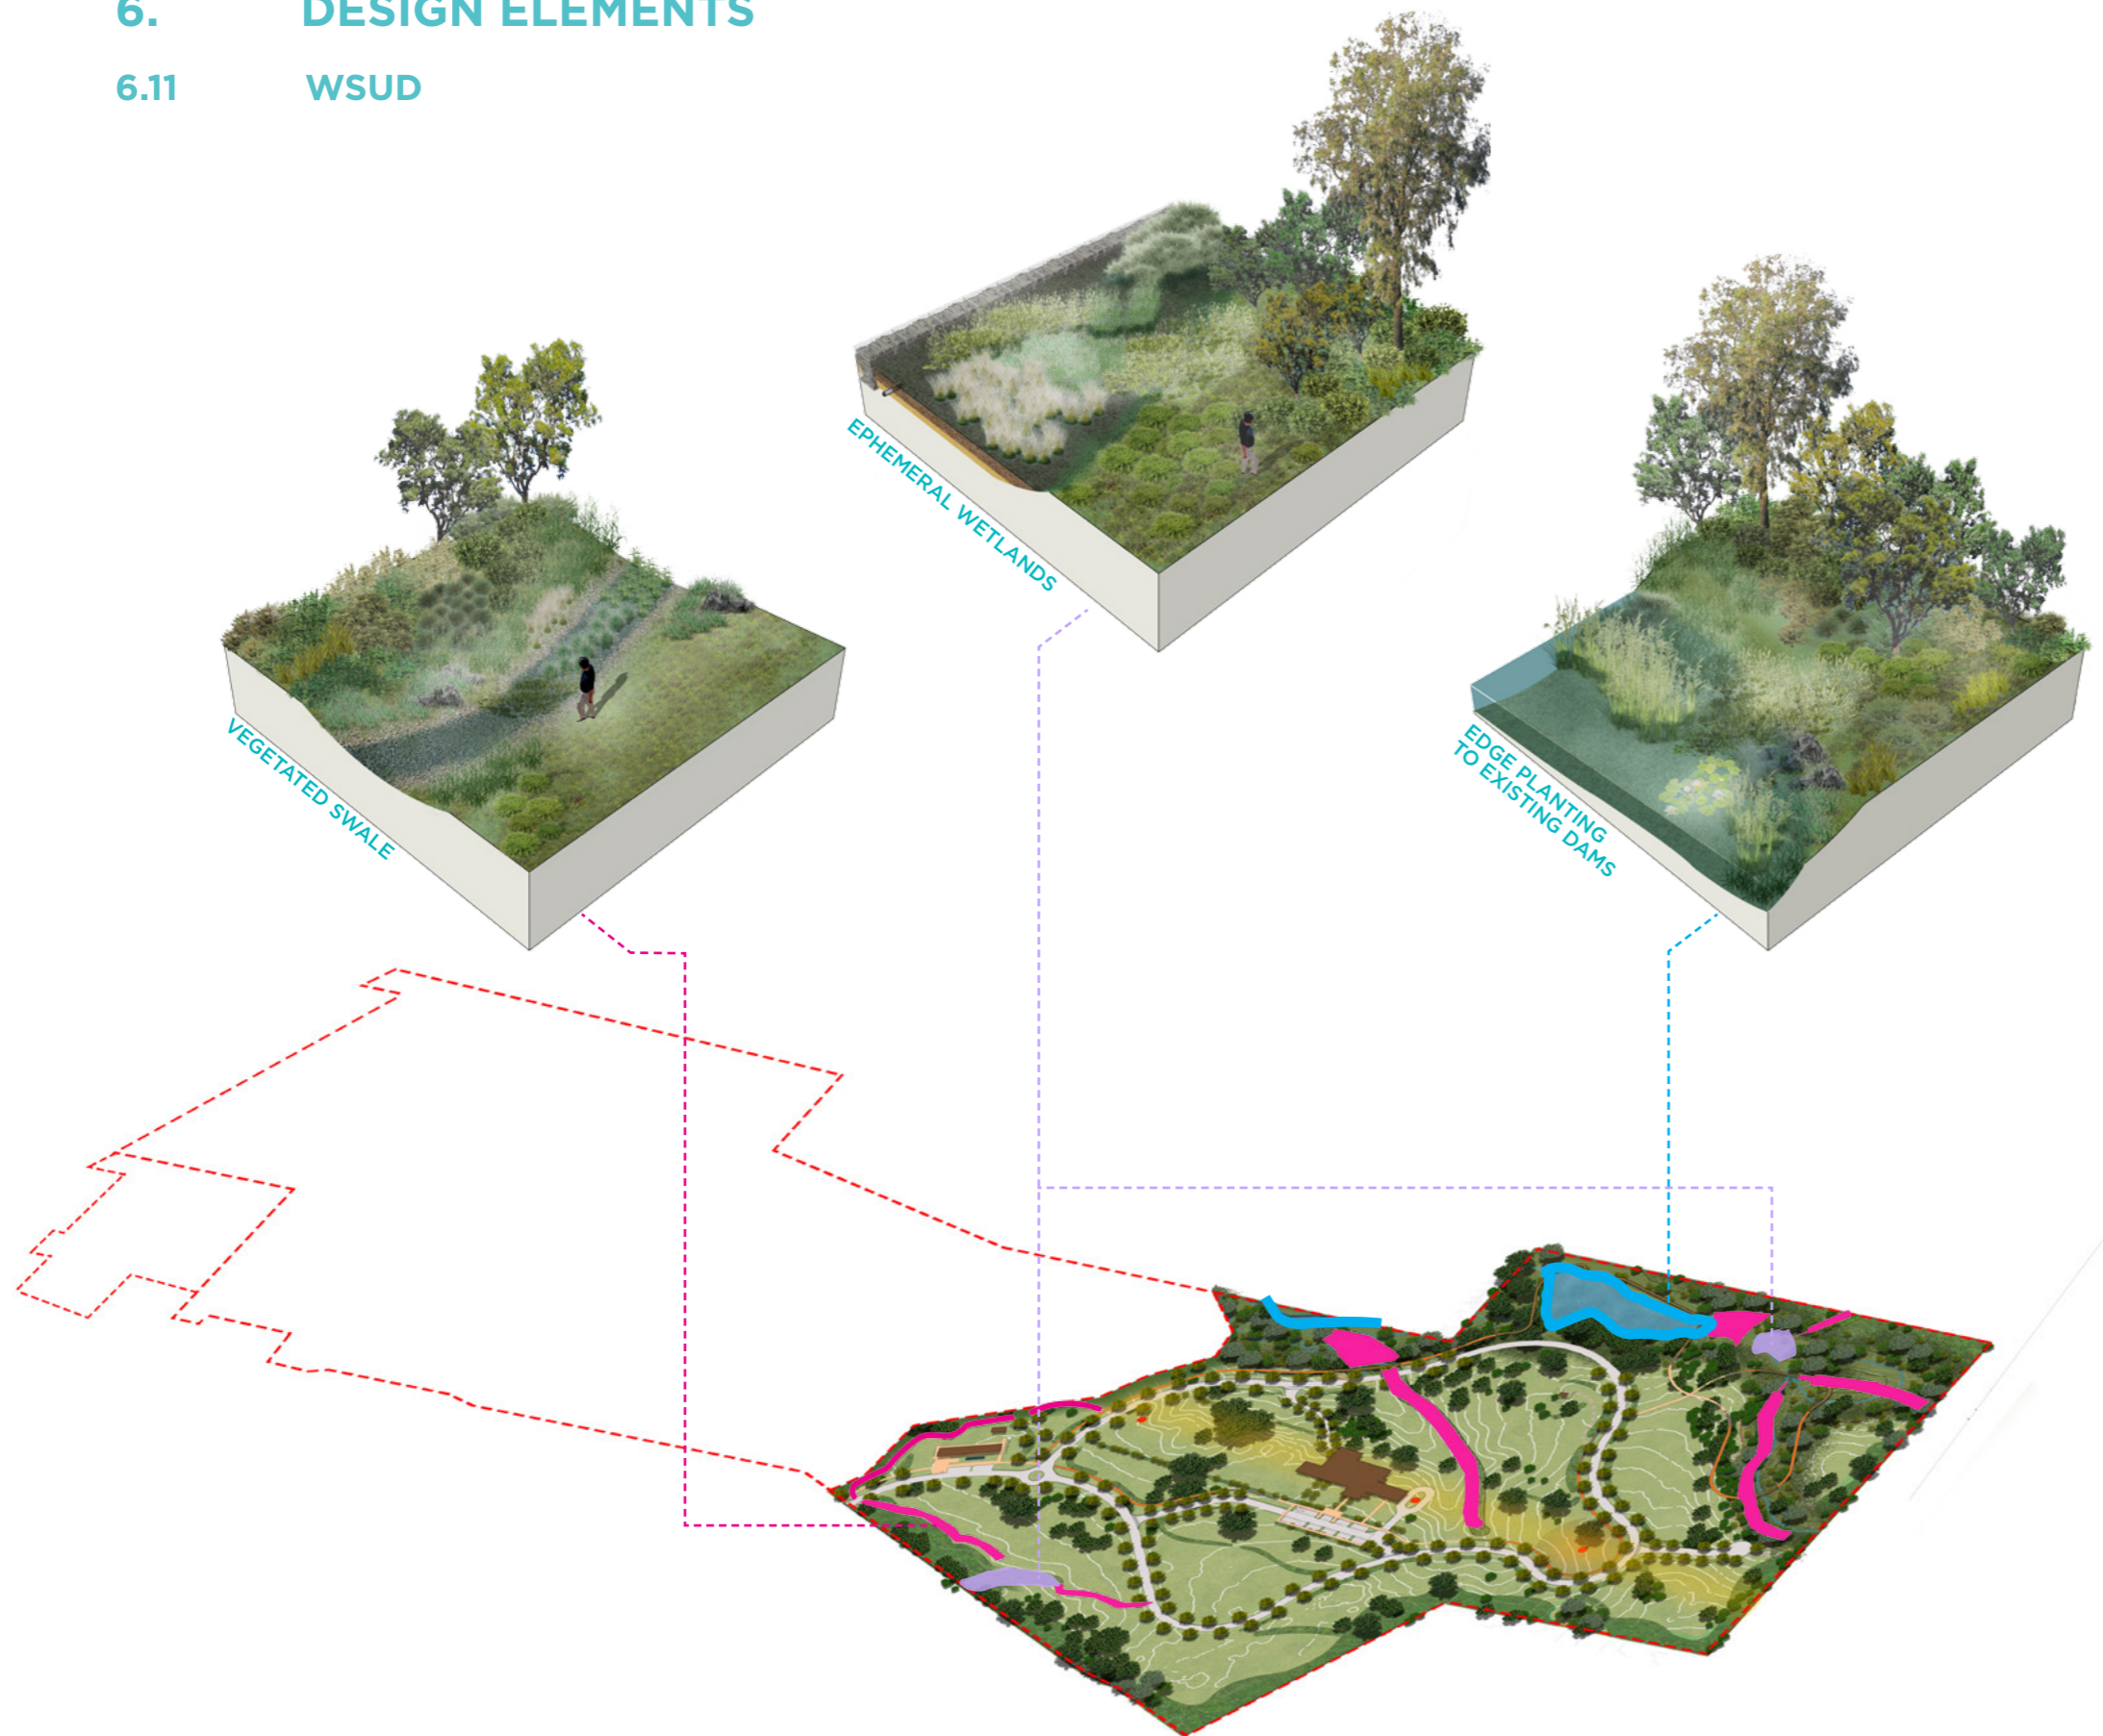 6. DESIGN ELEMENTS
6.11 WSUD
EPHEMERAL WETLANDS
VEGETATED SWALE
EDGE PLANTING
TO EXISTING DAMS